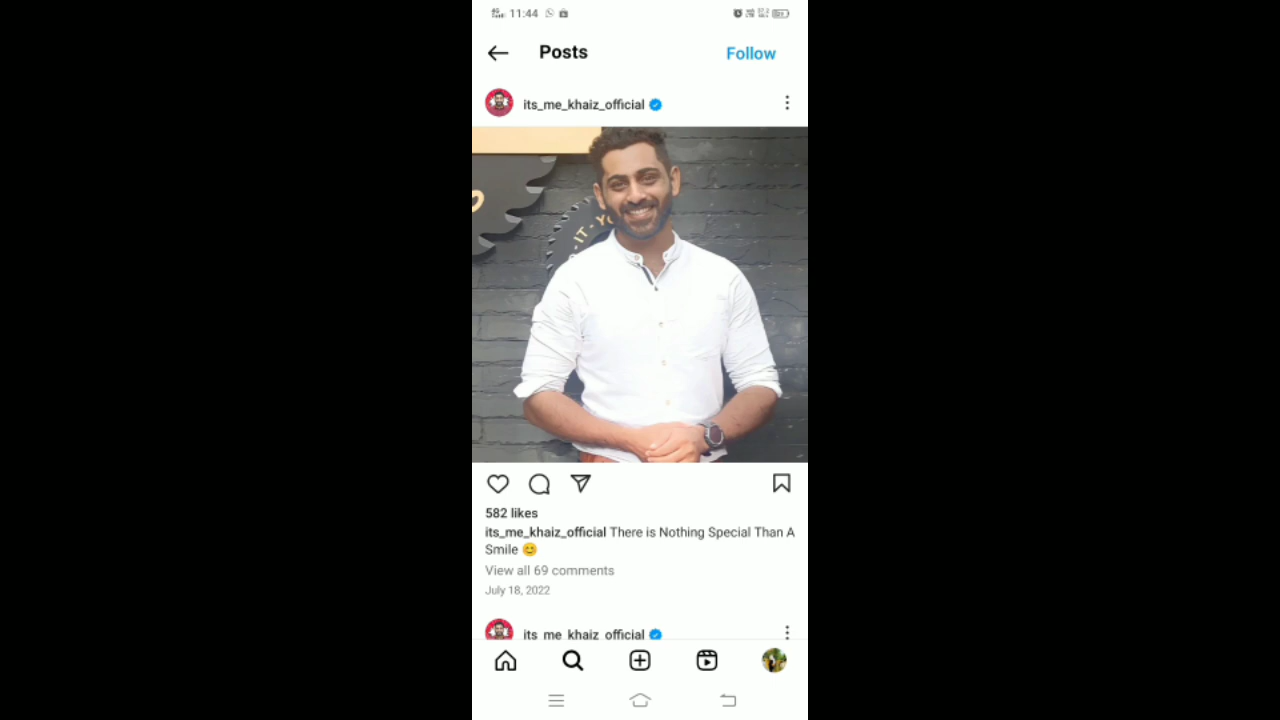 11:44
Posts
Follow
its_me_khaiz_official
- IT - Y
582 likes
its_me_khaiz_official There is Nothing Special Than A
Smile 😊
View all 69 comments
July 18, 2022
its_me_khaiz_official